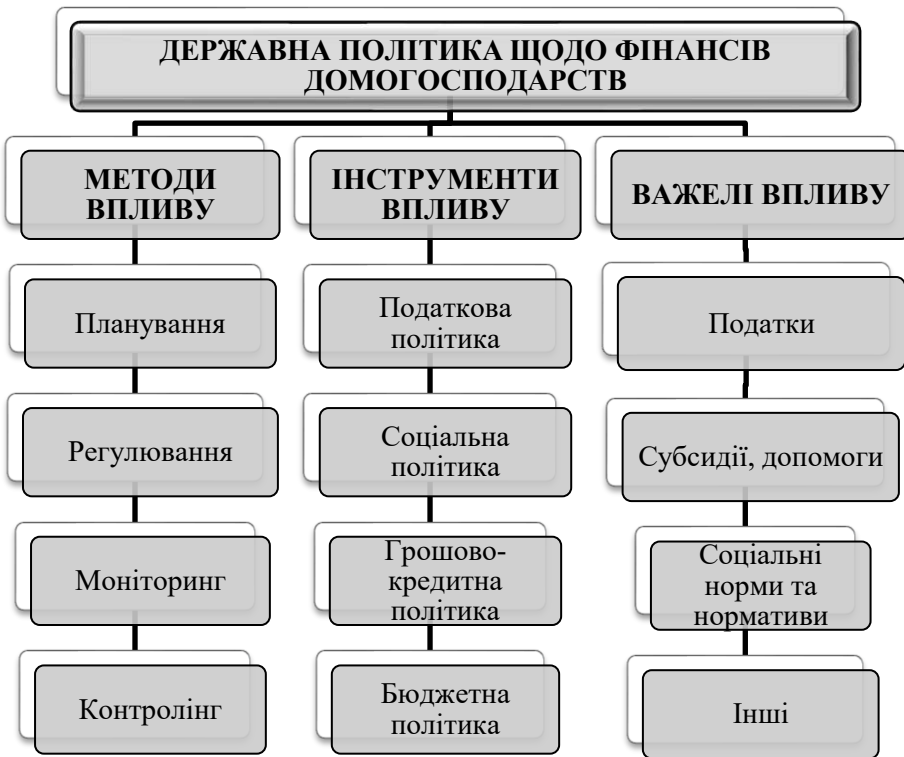 ДЕРЖАВНА ПОЛІТИКА ЩОДО ФІНАНСІВ
ДОМОГОСПОДАРСТВ
МЕТОДИ
ВПЛИВУ
Планування
Регулювання
Моніторинг
Контролінг
ІНСТРУМЕНТИ
ВПЛИВУ
Податкова
політика
Соціальна
політика
Грошово-
кредитна
політика
Бюджетна
політика
ВАЖЕЛІ ВПЛИВУ
Податки
Субсидії, допомоги
Соціальні
норми та
нормативи
Інші